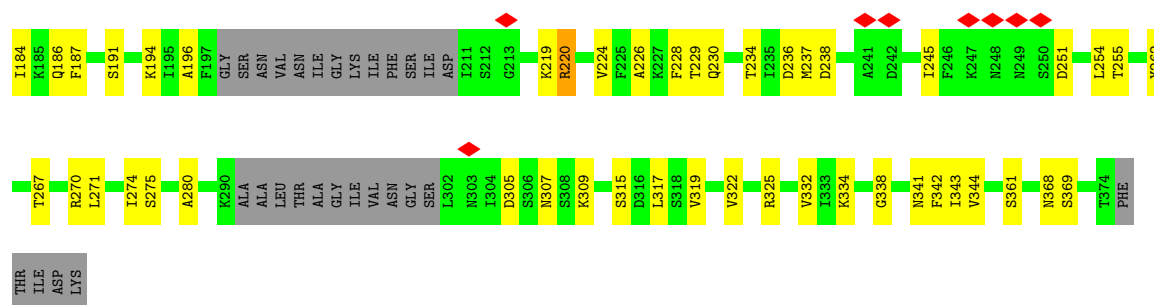 I184 K185 Q186 F187 S191 K194 I195 A196 F197 GLY SER ASN VAL ASN ILE GLY LYS ILE PHE SER ILE ASP I211 S212 G213 K219 R220 V224 F225 A226 K227 F228 T229 Q230 T234 I235 D236 M237 D238 A241 D242 I245 F246 K247 N248 N249 S250 D251 L254 T255
T267 R270 L271 I274 S275 A280 K290 ALA ALA LEU THR ALA GLY ILE VAL ASN GLY SER L302 N303 I304 D305 S306 N307 S308 K309 S315 D316 L317 S318 V319 V322 R325 V332 I333 K334 G338 N341 F342 I343 V344 S361 N368 S369 T374 PHE
THR ILE ASP LYS